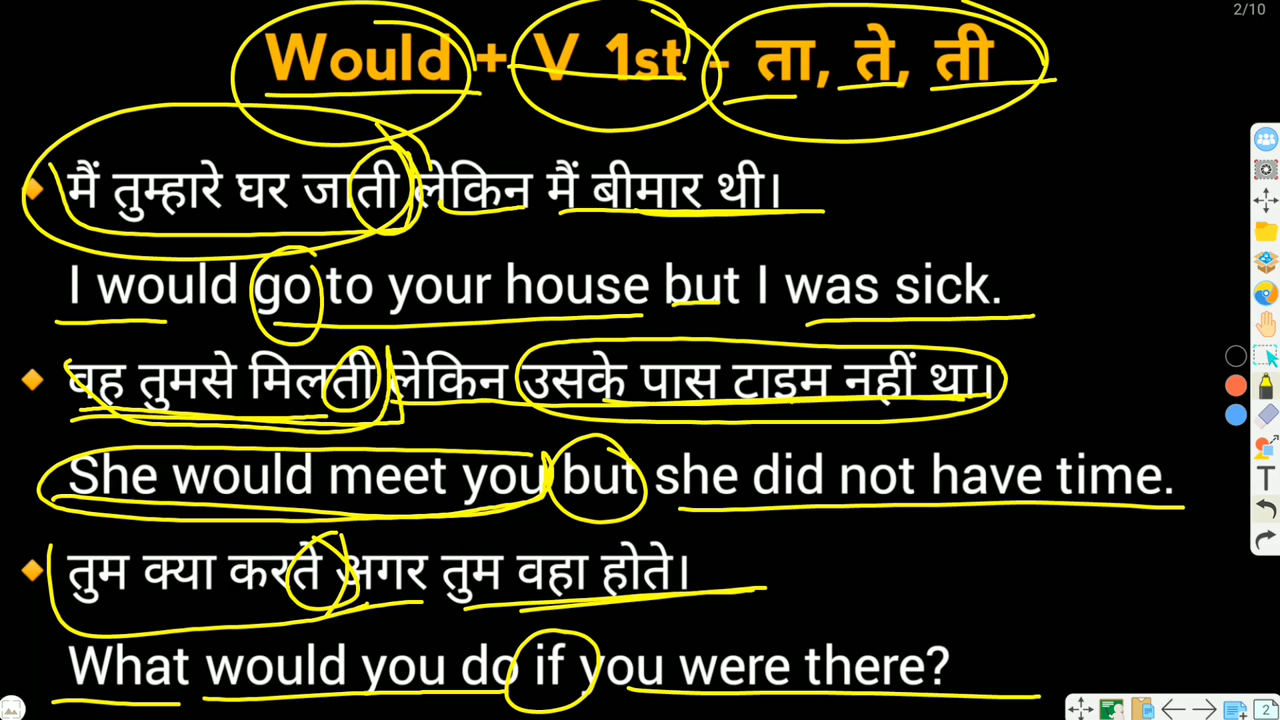 2/10
Would + V 1st - ता, ते, ती
मैं तुम्हारे घर जाती लेकिन मैं बीमार थी।
I would go to your house but I was sick.
वह तुमसे मिलती लेकिन उसके पास टाइम नहीं था।
She would meet you but she did not have time.
तुम क्या करते अगर तुम वहा होते।
What would you do if you were there?
T
2